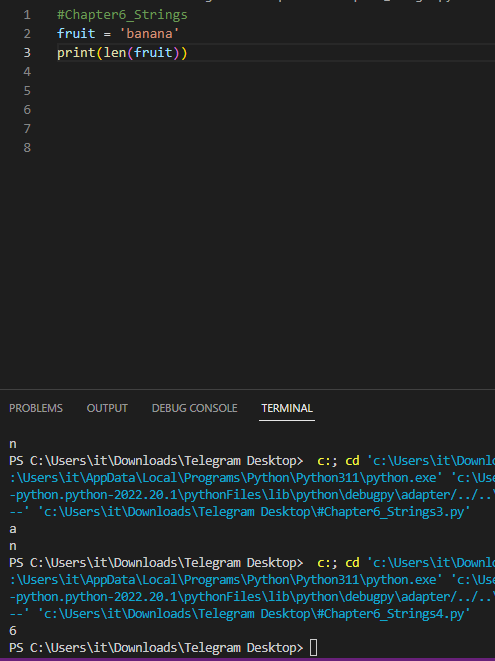 1 #Chapter6_Strings
2 fruit = 'banana'
3 print(len(fruit))
4
5
6
7
8
PROBLEMS OUTPUT DEBUG CONSOLE TERMINAL
n
PS C:\Users\it\Downloads\Telegram Desktop>  c:; cd 'c:\Users\it\Downlo
:\Users\it\AppData\Local\Programs\Python\Python311\python.exe' 'c:\Use
-python.python-2022.20.1\pythonFiles\lib\python\debugpy\adapter/../..\
--' 'c:\Users\it\Downloads\Telegram Desktop\#Chapter6_Strings3.py'
a
n
PS C:\Users\it\Downloads\Telegram Desktop>  c:; cd 'c:\Users\it\Downlo
:\Users\it\AppData\Local\Programs\Python\Python311\python.exe' 'c:\Use
-python.python-2022.20.1\pythonFiles\lib\python\debugpy\adapter/../..\
--' 'c:\Users\it\Downloads\Telegram Desktop\#Chapter6_Strings4.py'
6
PS C:\Users\it\Downloads\Telegram Desktop>